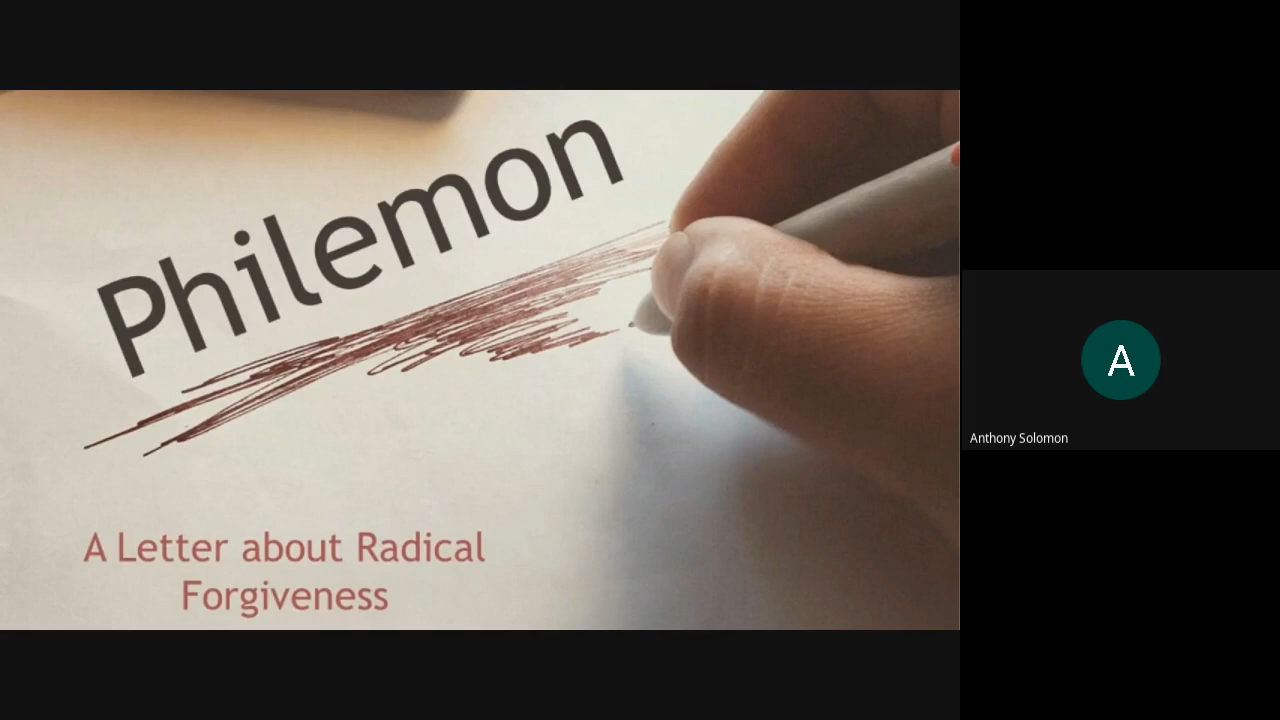 Philemon
A Letter about Radical
Forgiveness
A
Anthony Solomon